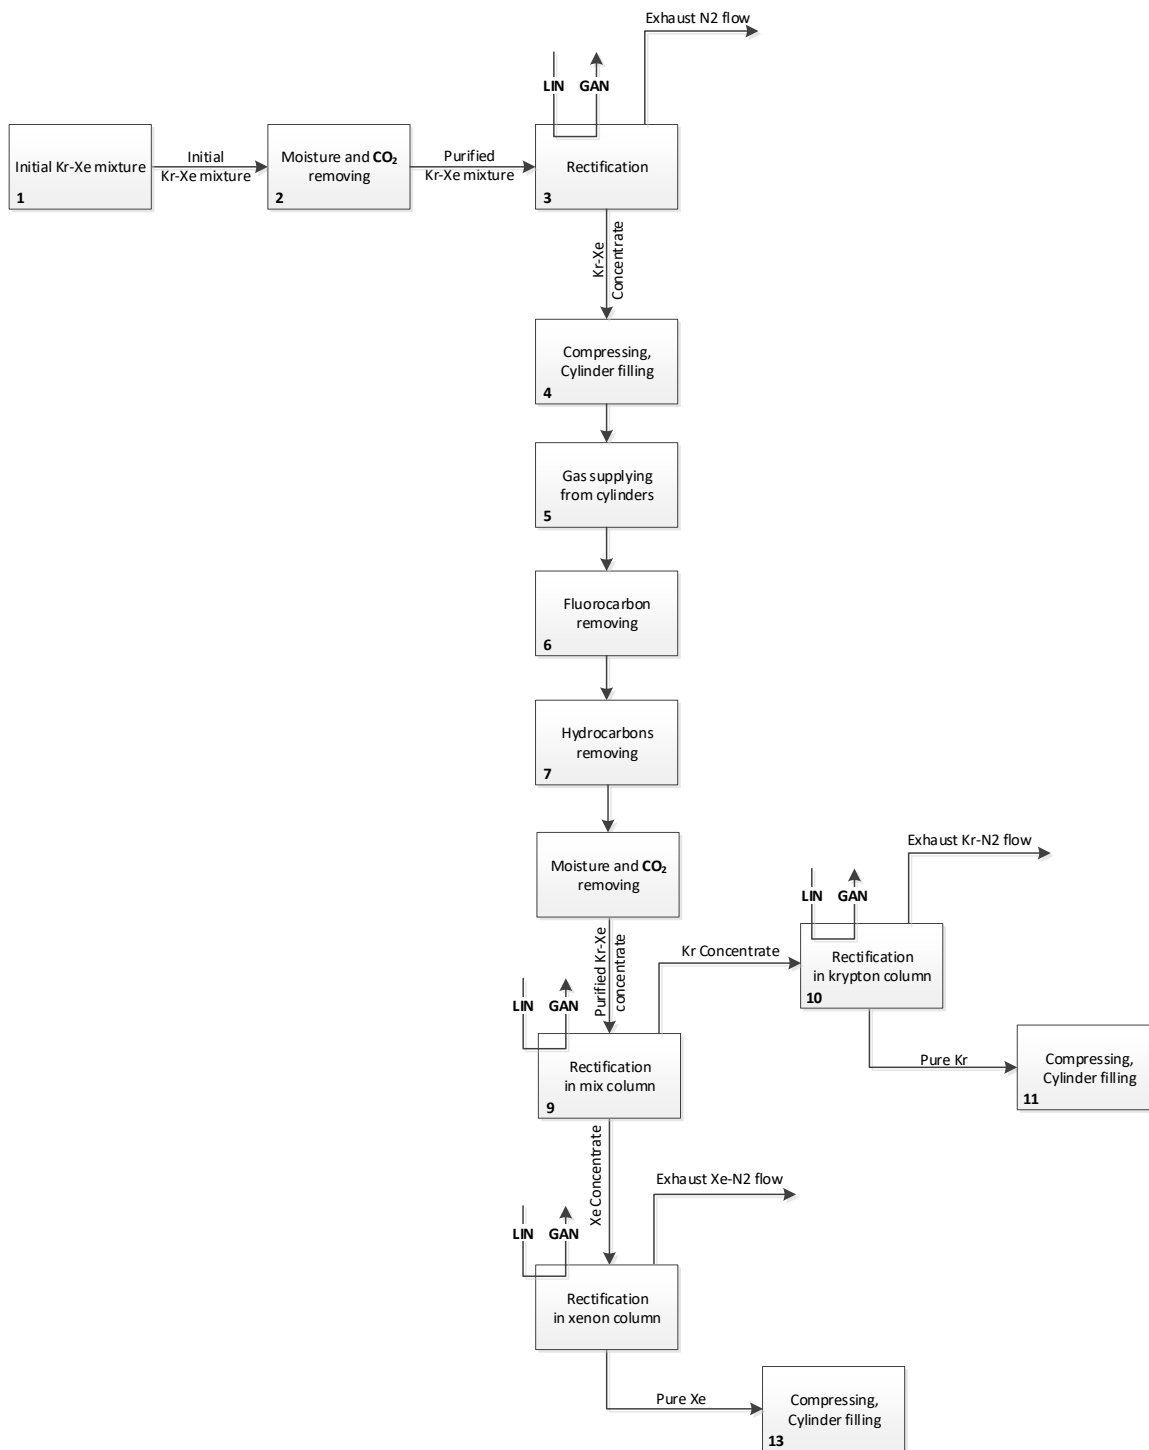 Exhaust N2 flow
LIN GAN
Initial Kr-Xe mixture
1
Initial
Kr-Xe mixture
Moisture and CO₂
removing
2
Purified
Kr-Xe mixture
Rectification
3
Kr-Xe
Concentrate
Compressing,
Cylinder filling
4
Gas supplying
from cylinders
5
Fluorocarbon
removing
6
Hydrocarbons
removing
7
Moisture and CO₂
removing
Purified Kr-Xe
concentrate
Exhaust Kr-N2 flow
LIN GAN
Kr Concentrate
Rectification
in krypton column
10
LIN GAN
Rectification
in mix column
9
Pure Kr
Compressing,
Cylinder filling
11
Xe Concentrate
Exhaust Xe-N2 flow
LIN GAN
Rectification
in xenon column
Pure Xe
Compressing,
Cylinder filling
13